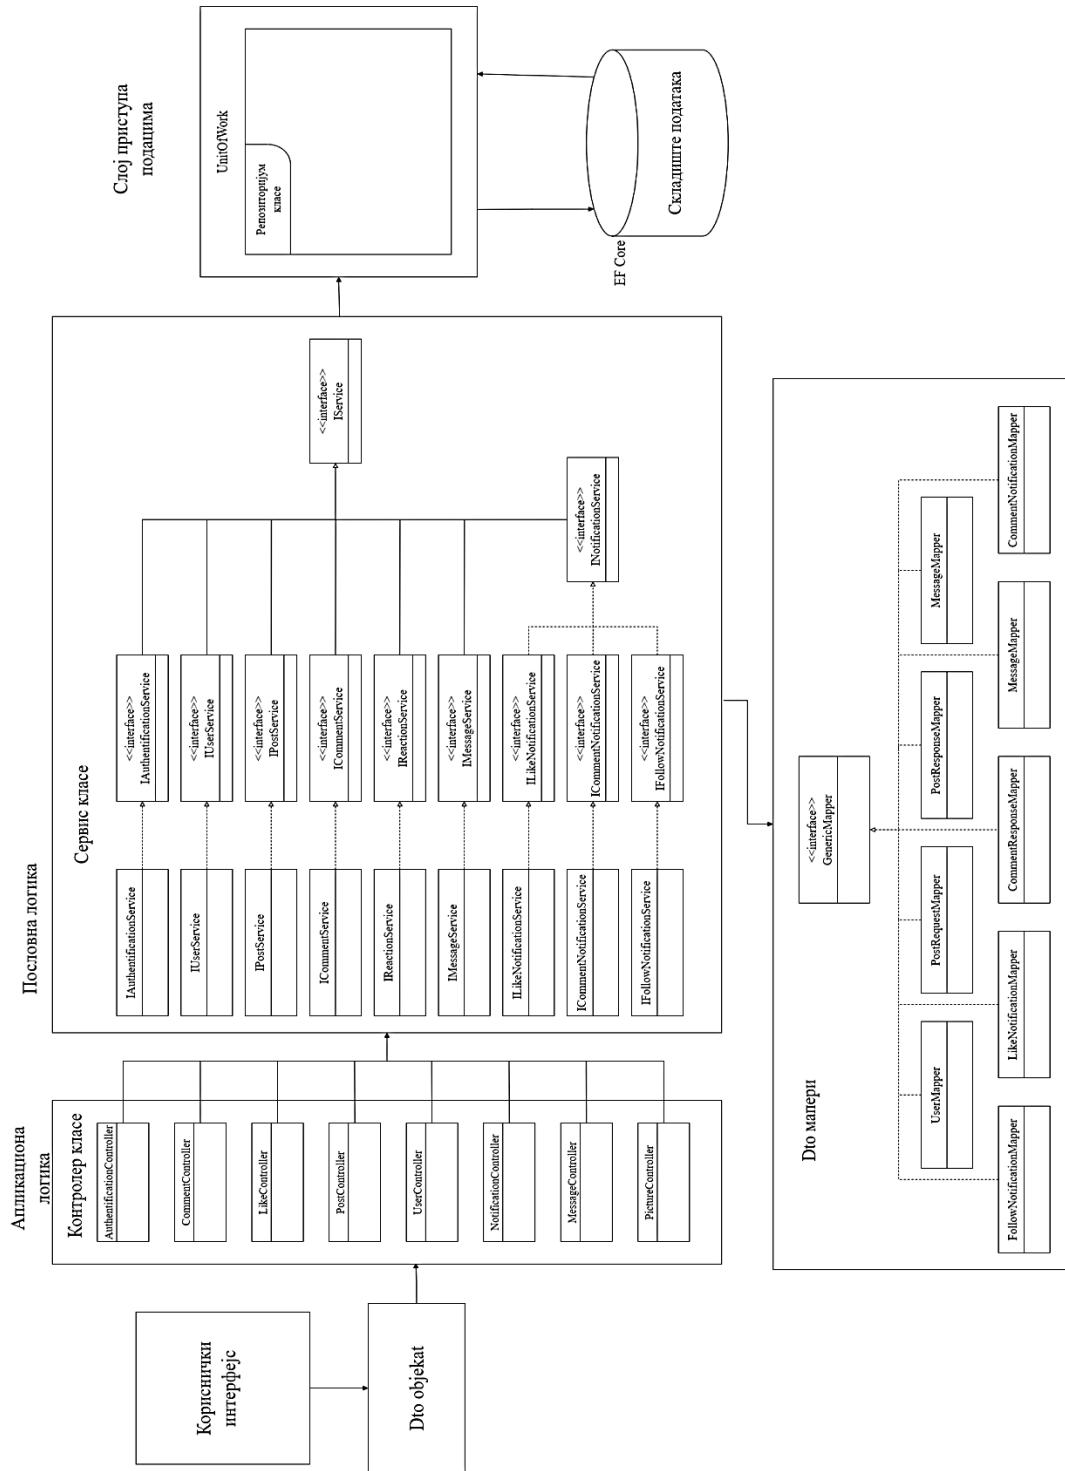 Кориснички
интерфејс
Dto objekat
Апликациона
логика
Контролер класе
AuthentificationController
CommentController
LikeController
PostController
UserController
NotificationController
MessageController
PictureController
Пословна логика
Сервис класе
IAuthentificationService
IUserService
IPostService
ICommentService
IReactionService
IMessageService
ILikeNotificationService
ICommentNotificationService
IFollowNotificationService
<<interface>>
IAuthentificationService
<<interface>>
IUserService
<<interface>>
IPostService
<<interface>>
ICommentService
<<interface>>
IReactionService
<<interface>>
IMessageService
<<interface>>
ILikeNotificationService
<<interface>>
ICommentNotificationService
<<interface>>
IFollowNotificationService
<<interface>>
INotificationService
<<interface>>
IService
Слој приступа
подацима
UnitOfWork
Репозиторијум
класе
EF Core
Складиште података
Dto мапери
<<interface>>
GenericMapper
UserMapper
PostRequestMapper
PostResponseMapper
MessageMapper
FollowNotificationMapper
LikeNotificationMapper
CommentResponseMapper
MessageMapper
CommentNotificationMapper